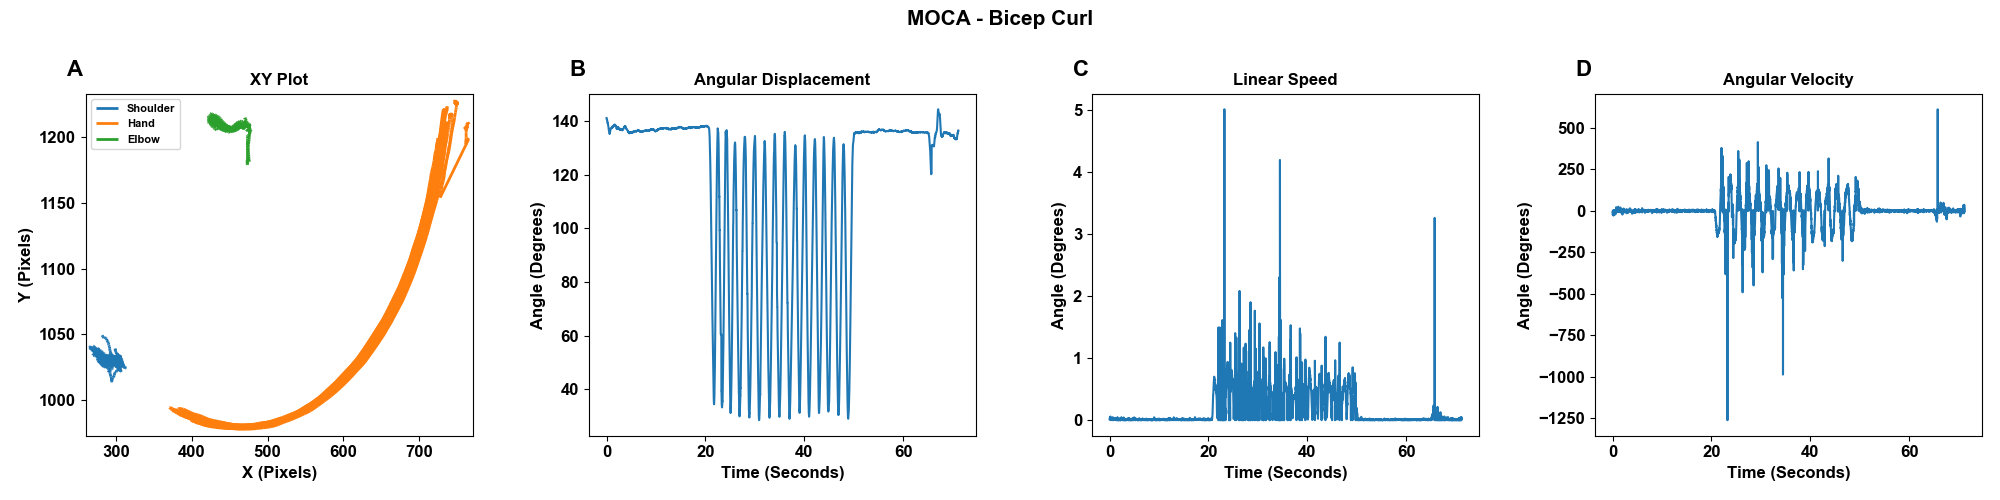 MOCA - Bicep Curl
A
XY Plot
Shoulder
Hand
Elbow
1200
1150
1100
1050
1000
Y (Pixels)
300 400 500 600 700
X (Pixels)
B
Angular Displacement
140
120
100
80
60
40
Angle (Degrees)
0 20 40 60
Time (Seconds)
C
Linear Speed
5
4
3
2
1
0
Angle (Degrees)
0 20 40 60
Time (Seconds)
D
Angular Velocity
500
250
0
−250
−500
−750
−1000
−1250
Angle (Degrees)
0 20 40 60
Time (Seconds)